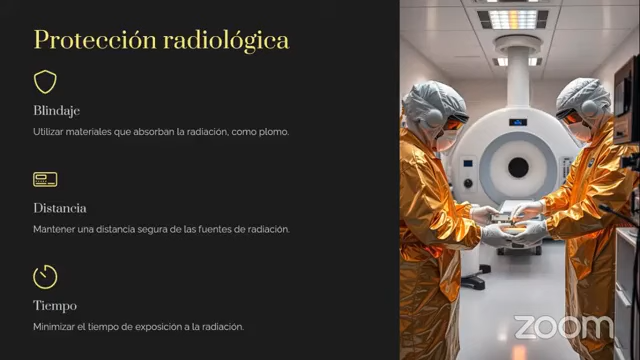 Protección radiológica
Blindaje
Utilizar materiales que absorban la radiación, como plomo.
Distancia
Mantener una distancia segura de las fuentes de radiación.
Tiempo
Minimizar el tiempo de exposición a la radiación.
zoom